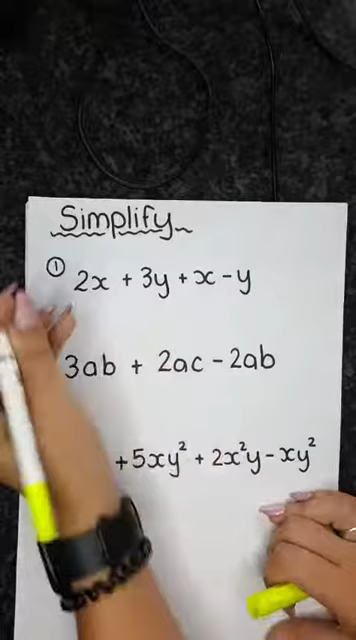 Simplify
① 2x + 3y + x - y
3ab + 2ac - 2ab
+ 5xy² + 2x²y - xy²